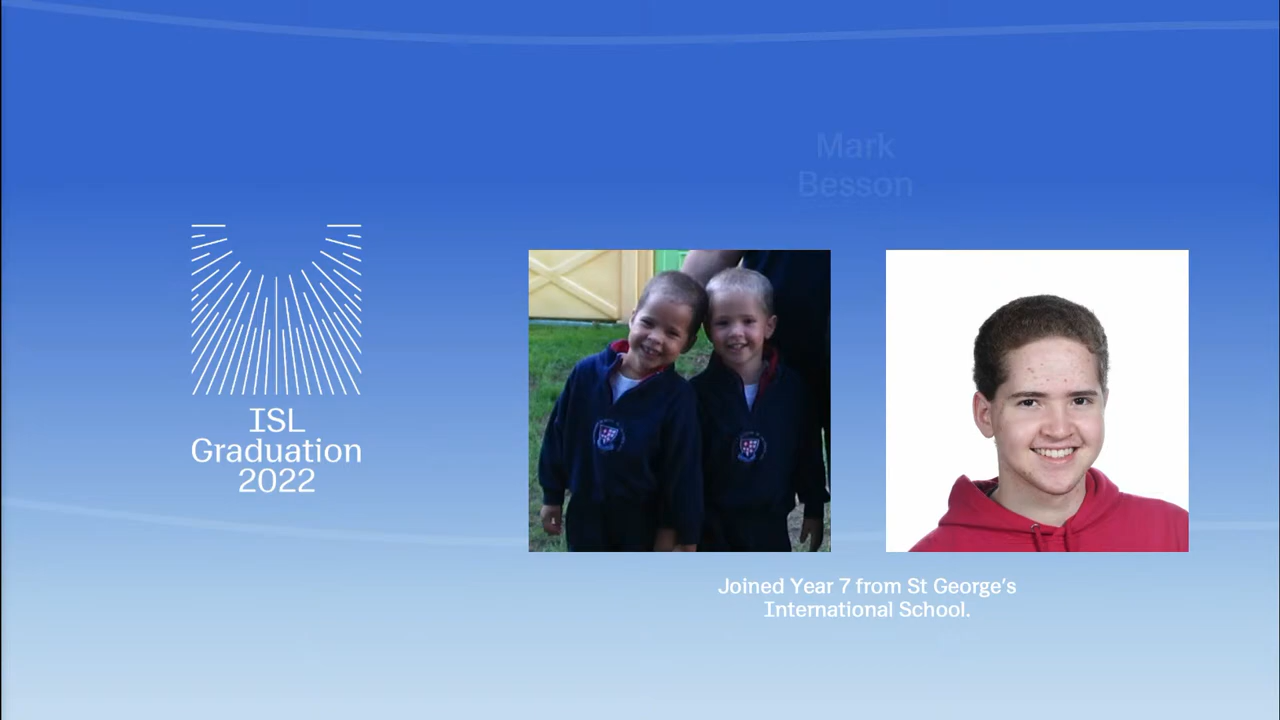 Mark
Besson
ISL
Graduation
2022
Joined Year 7 from St George's
International School.